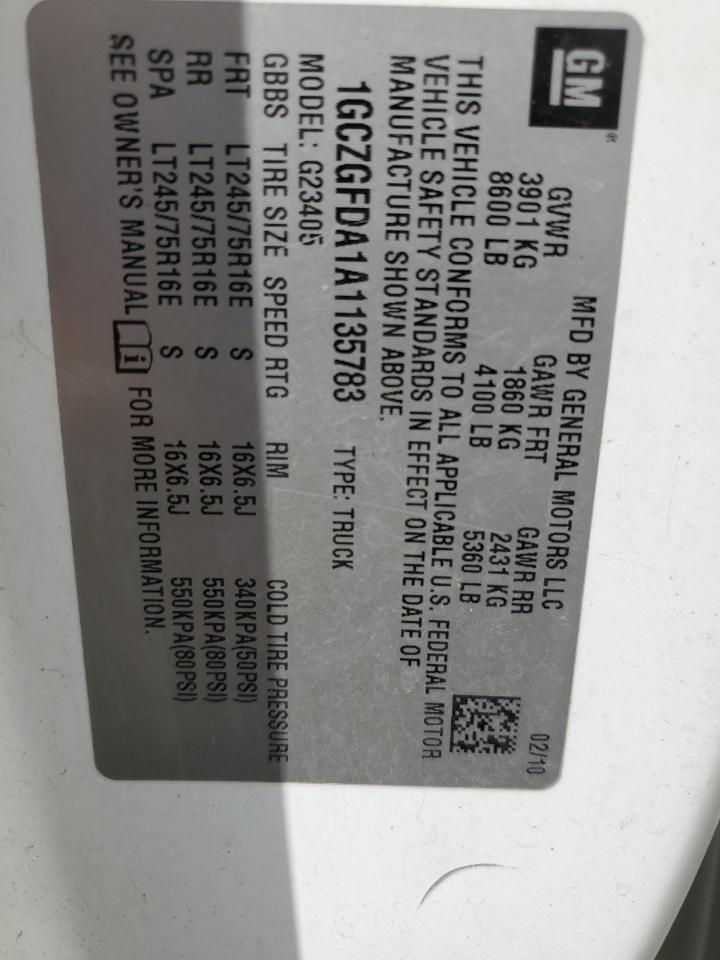 GM®
MFD BY GENERAL MOTORS LLC 02/10
GVWR GAWR FRT GAWR RR
3901 KG 1860 KG 2431 KG
8600 LB 4100 LB 5360 LB
THIS VEHICLE CONFORMS TO ALL APPLICABLE U.S. FEDERAL MOTOR
VEHICLE SAFETY STANDARDS IN EFFECT ON THE DATE OF
MANUFACTURE SHOWN ABOVE.
1GCZGFDA1A1135783 TYPE: TRUCK
MODEL: G23405
GBBS TIRE SIZE SPEED RTG RIM COLD TIRE PRESSURE
FRT LT245/75R16E S 16X6.5J 340KPA(50PSI)
RR LT245/75R16E S 16X6.5J 550KPA(80PSI)
SPA LT245/75R16E S 16X6.5J 550KPA(80PSI)
SEE OWNER'S MANUAL i FOR MORE INFORMATION.